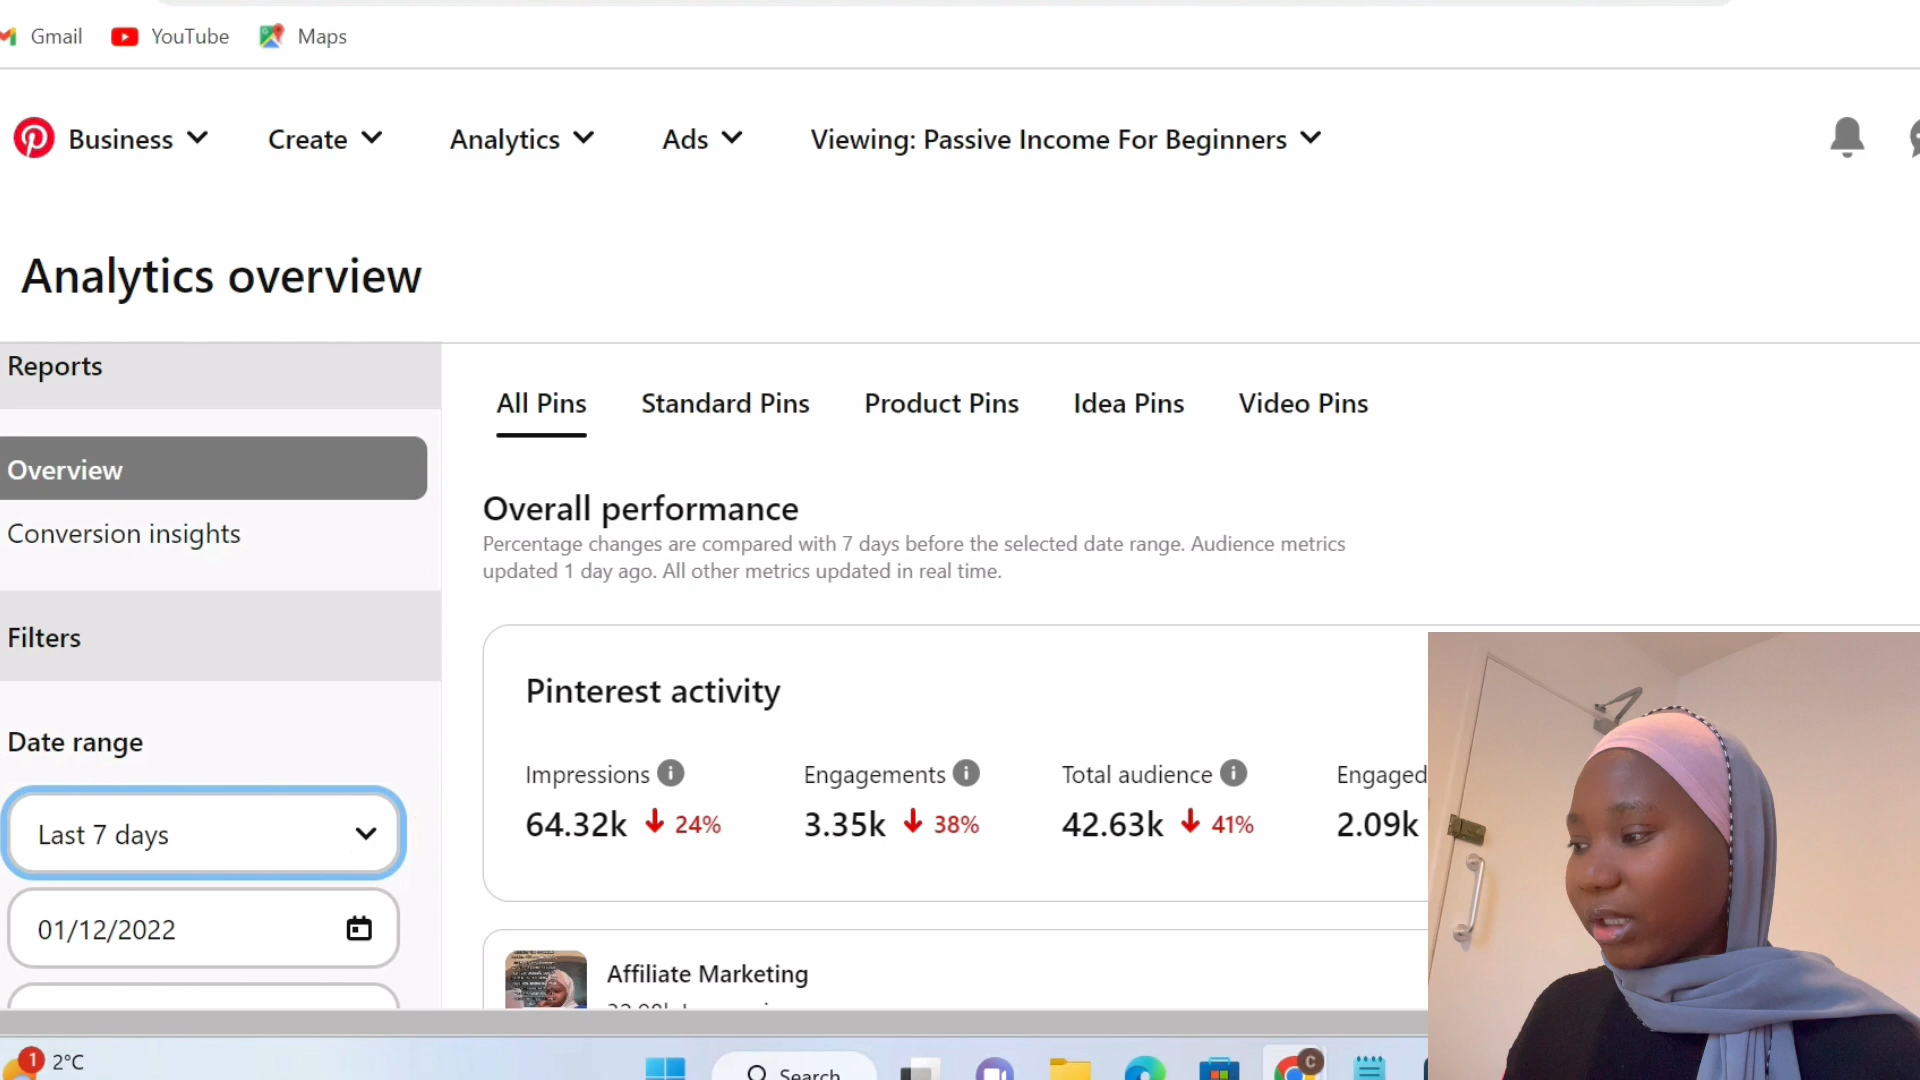 Gmail YouTube Maps
Business Create Analytics Ads Viewing: Passive Income For Beginners
Analytics overview
Reports
Overview
Conversion insights
Filters
Date range
Last 7 days
01/12/2022
All Pins Standard Pins Product Pins Idea Pins Video Pins
Overall performance
Percentage changes are compared with 7 days before the selected date range. Audience metrics
updated 1 day ago. All other metrics updated in real time.
Pinterest activity
Impressions Engagements Total audience Engaged
64.32k 24% 3.35k 38% 42.63k 41% 2.09k
Affiliate Marketing
1 2°C
Search
C